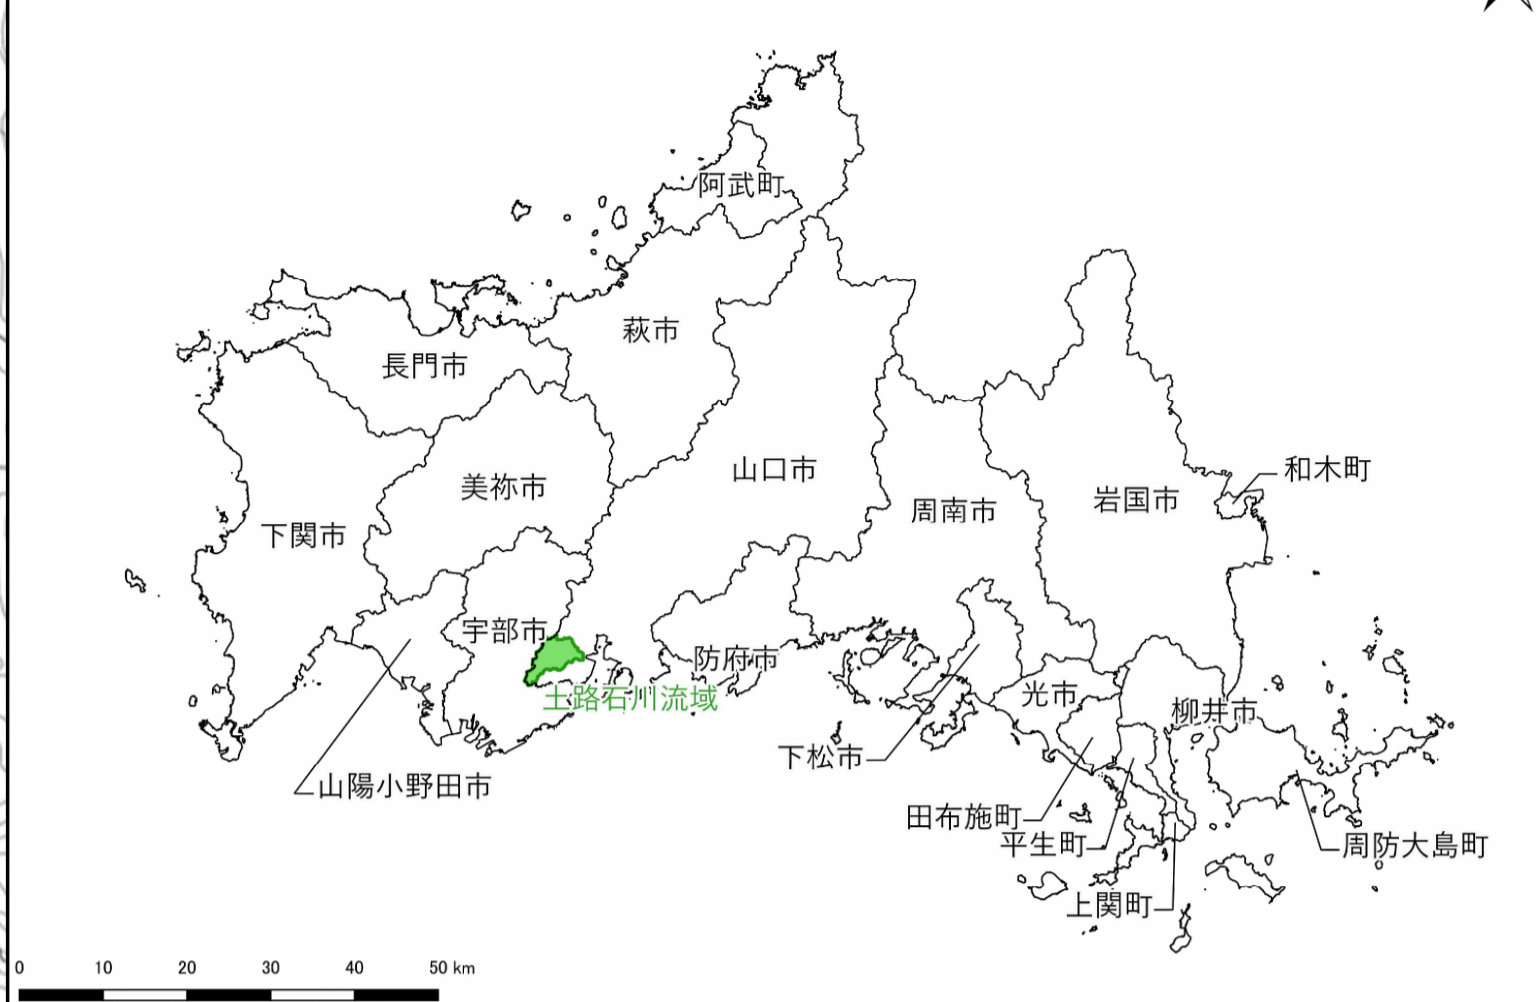 阿武町
萩市
長門市
山口市
和木町
美祢市
岩国市
周南市
下関市
宇部市
防府市
土路石川流域
光市
柳井市
下松市
山陽小野田市
田布施町
平生町
周防大島町
上関町
0 10 20 30 40 50 km